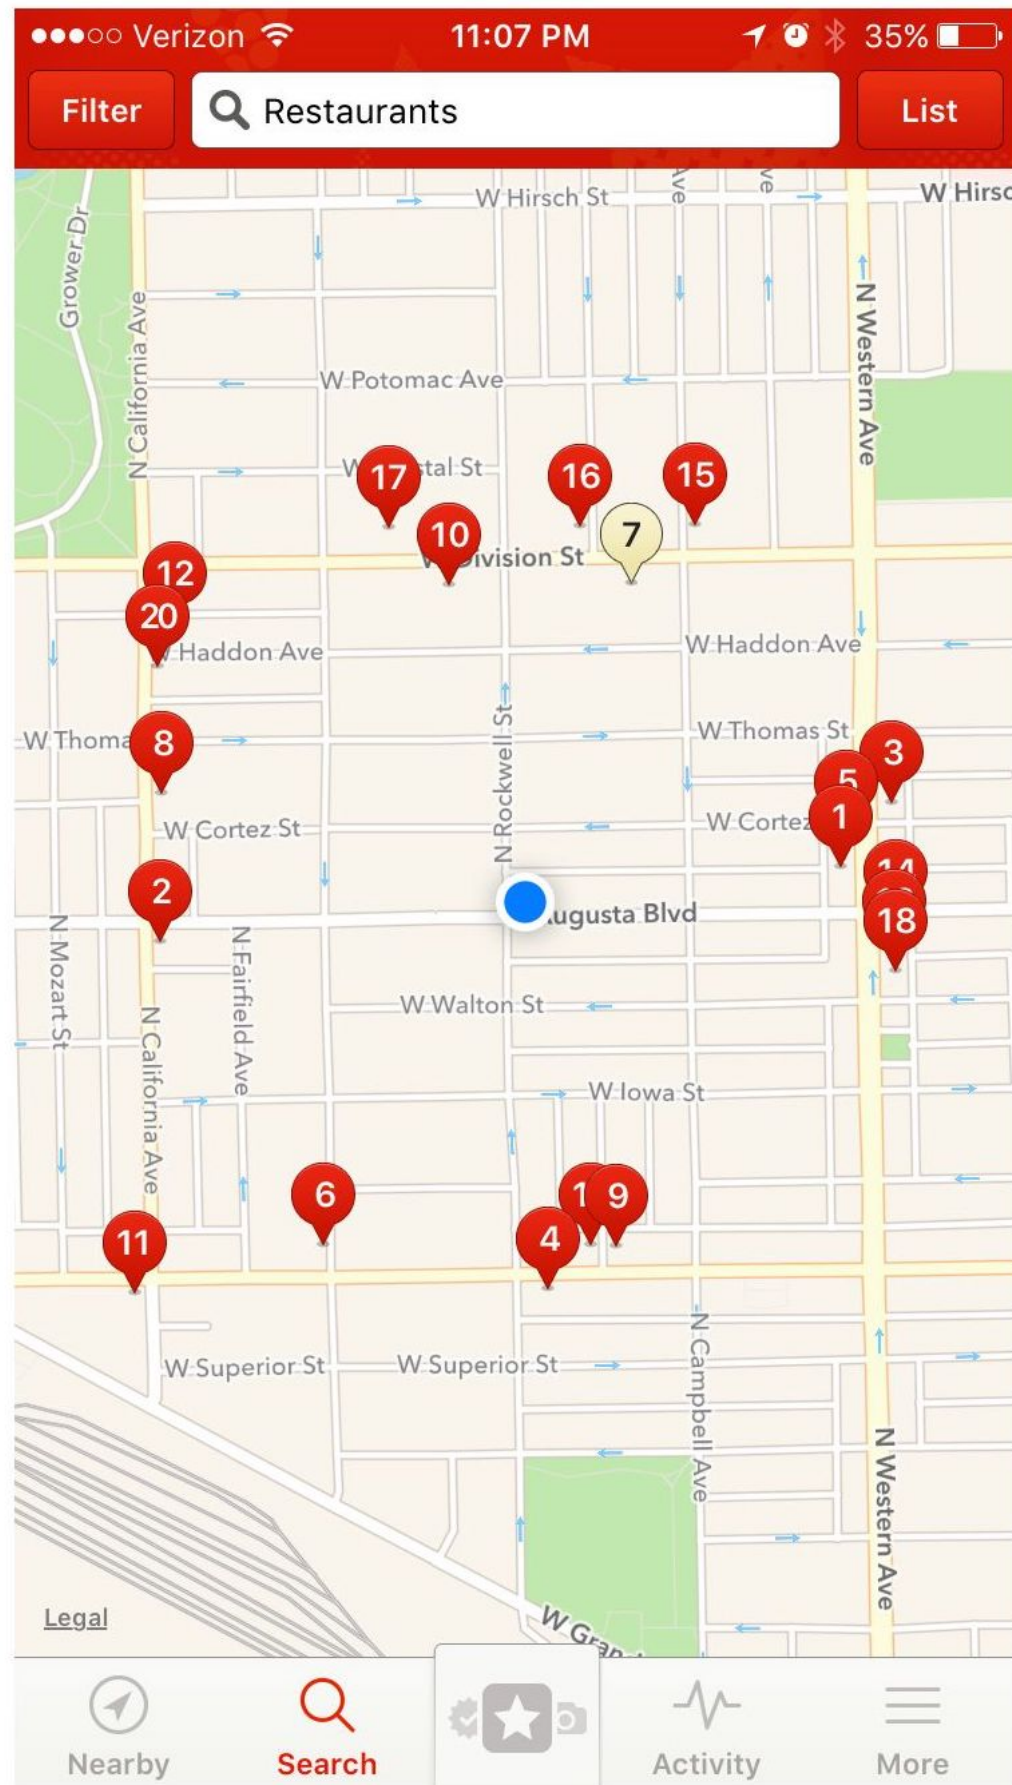 Verizon 11:07 PM 35%
Filter Restaurants List
W Hirsch St
W Hirsc
Grower Dr
N California Ave
N Western Ave
W Potomac Ave
17
16
15
10
7
Division St
12
20
Haddon Ave
W Haddon Ave
W Thomas St
8
3
5
1
N Rockwell St
W Cortez St
W Cortez
2
14
18
N Mozart St
N Fairfield Ave
W Walton St
N California Ave
W Iowa St
6
9
4
11
W Superior St
W Superior St
N Campbell Ave
N Western Ave
Legal
Nearby Search Activity More